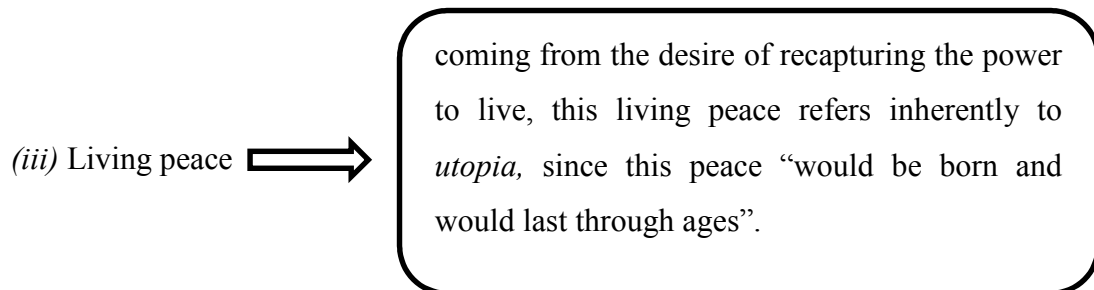 coming from the desire of recapturing the power
to live, this living peace refers inherently to
(iii) Living peace
utopia, since this peace “would be born and
would last through ages”.